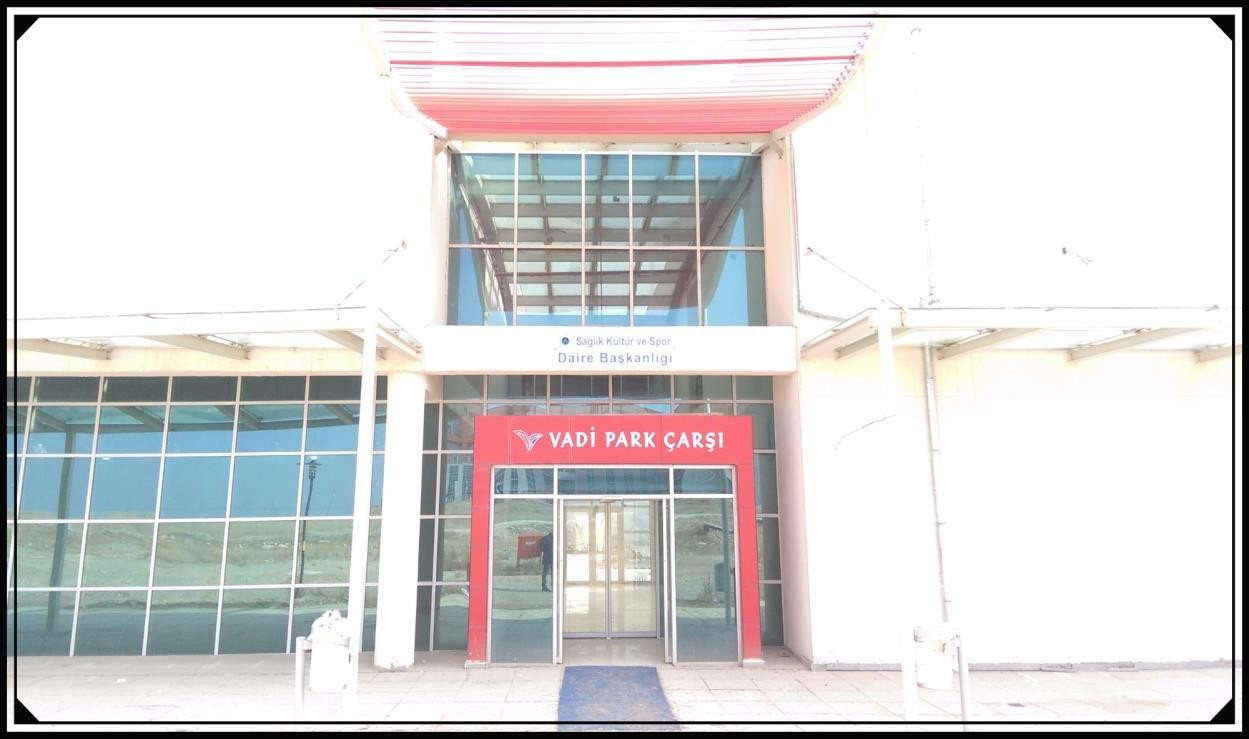 Sağlık Kültür ve Spor
Daire Başkanlığı
VADİ PARK ÇARŞI